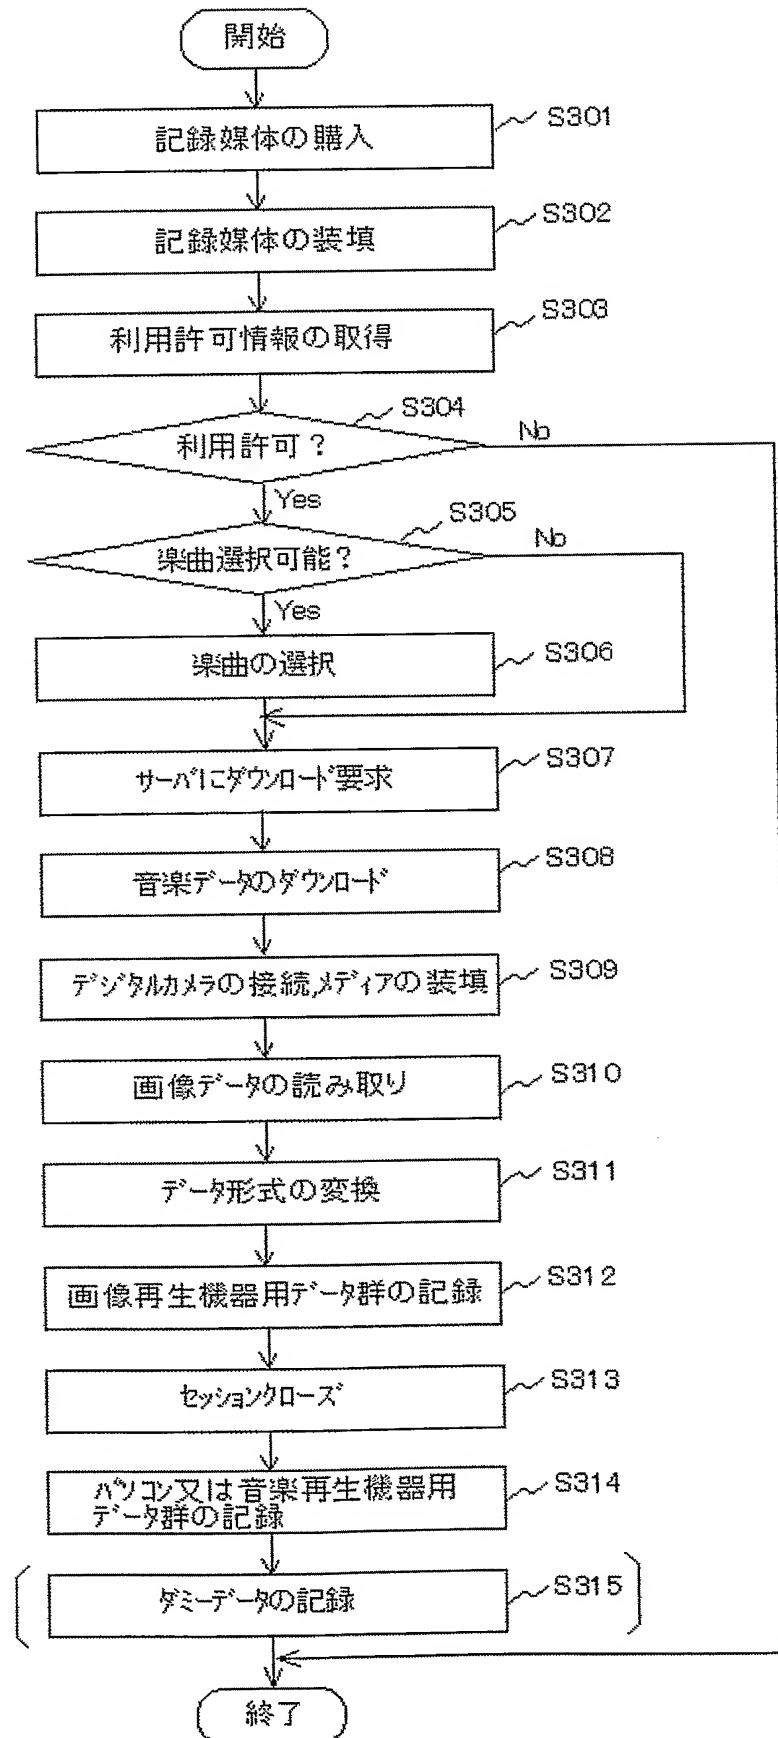 開始
記録媒体の購入
S301
記録媒体の装填
S302
利用許可情報の取得
S303
利用許可？
S304
No
Yes
楽曲選択可能？
S305
No
Yes
楽曲の選択
S306
サーバにダウンロード要求
S307
音楽データのダウンロード
S308
デジタルカメラの接続,メディアの装填
S309
画像データの読み取り
S310
データ形式の変換
S311
画像再生機器用データ群の記録
S312
セッションクローズ
S313
パソコン又は音楽再生機器用
データ群の記録
S314
ダミーデータの記録
S315
終了